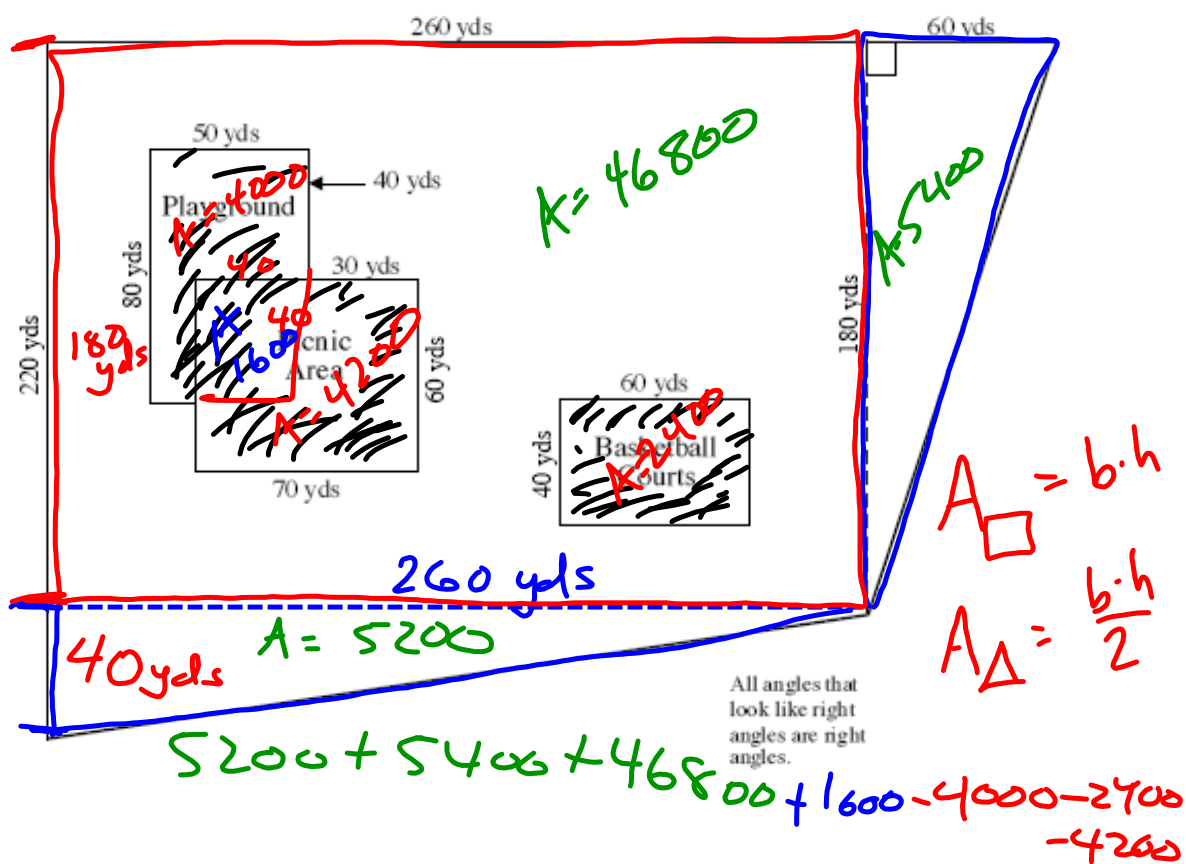 260 yds
60 yds
50 yds
A = 46800
A = 4000
40 yds
Playground
A = 5400
40
30 yds
80 yds
220 yds
180 yds
180 yds
A
1600
40
Picnic
Area
60 yds
A = 4200
60 yds
40 yds
Basketball
Courts
A = 2400
70 yds
A□ = b·h
260 yds
A = 5200
40 yds
A△ = b·h/2
All angles that
look like right
angles are right
angles.
5200 + 5400 + 46800 + 1600 - 4000 - 2400
- 4200